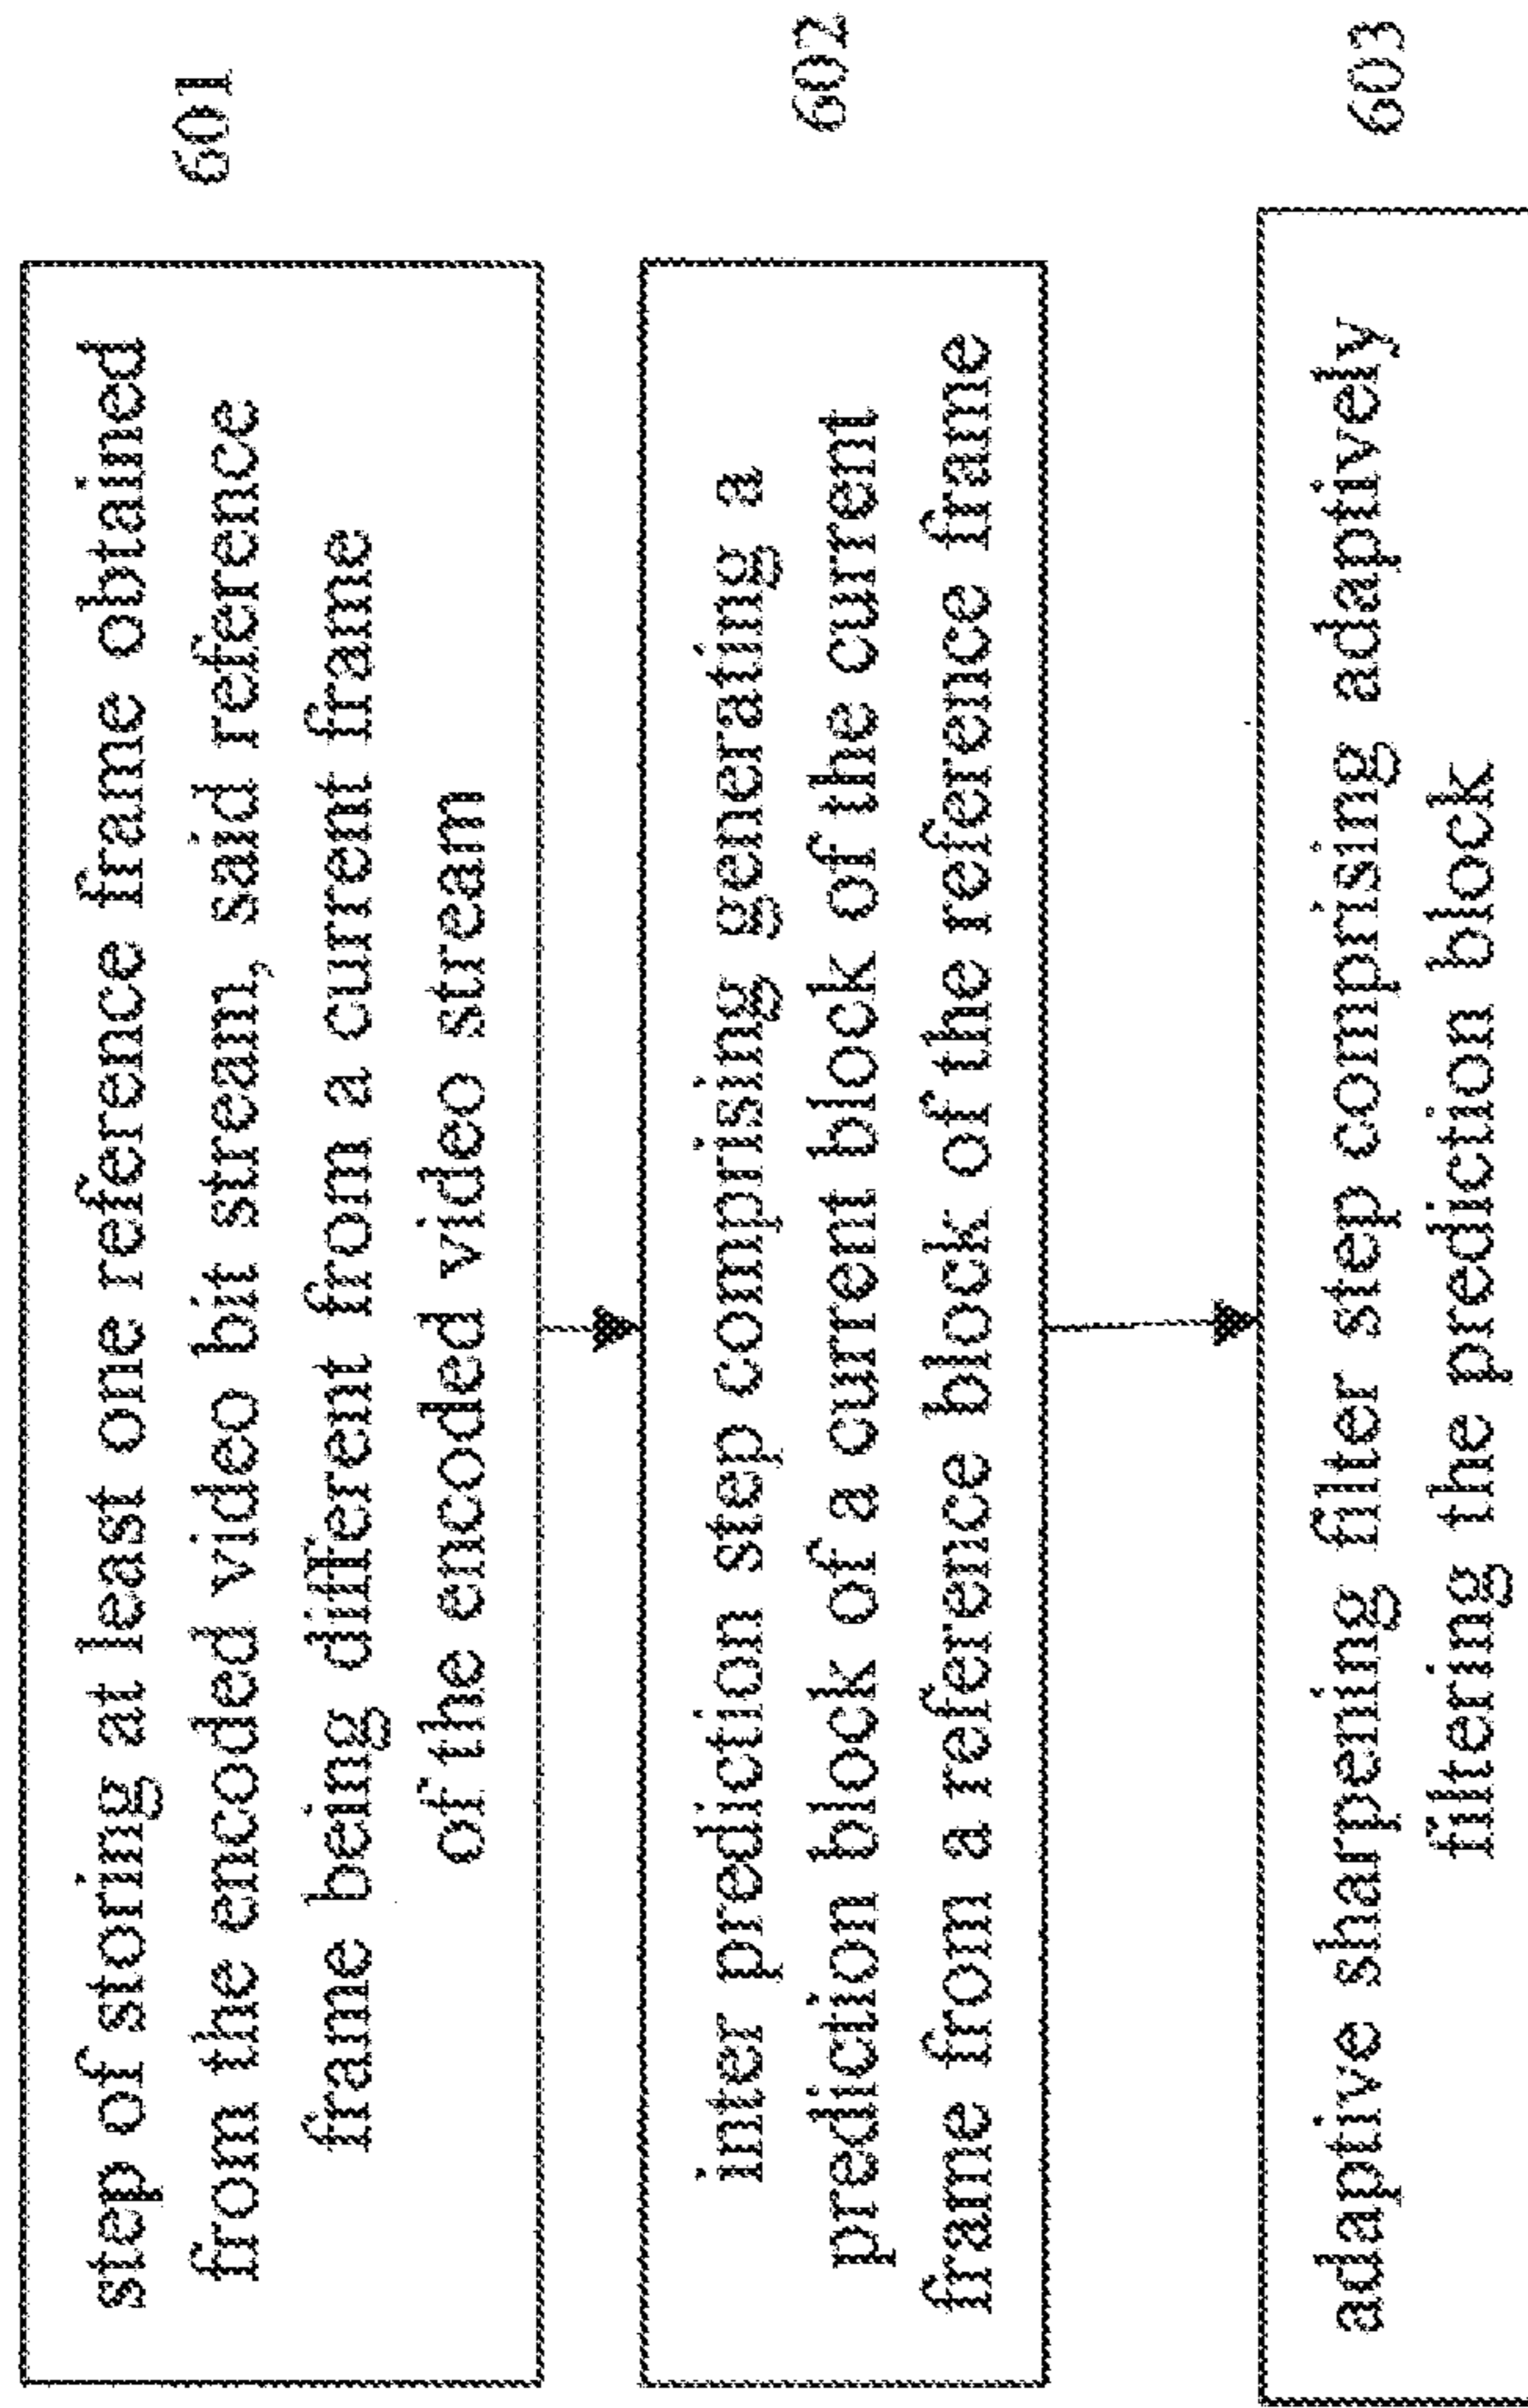 step of storing at least one reference frame obtained
from the encoded video bit stream, said reference
frame being different from a current frame
of the encoded video stream
601
inter prediction step comprising generating a
prediction block of a current block of the current
frame from a reference block of the reference frame
602
adaptive sharpening filter step comprising adaptively
filtering the prediction block
603